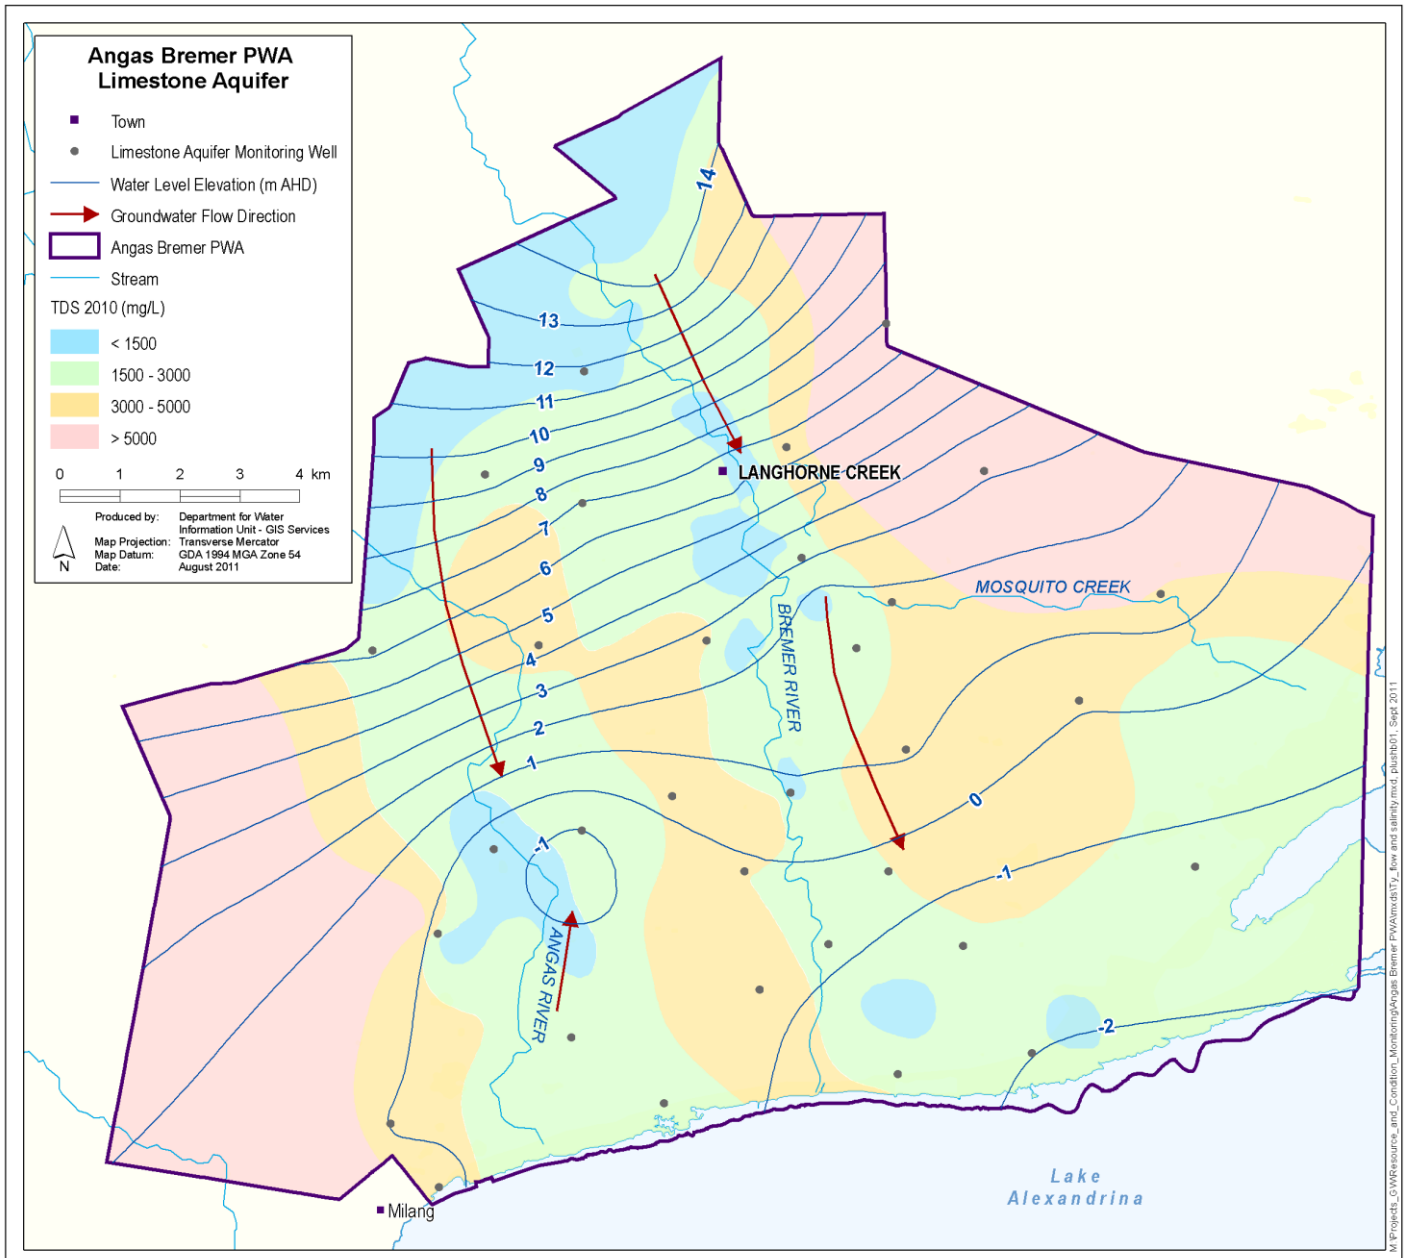 Angas Bremer PWA
Limestone Aquifer
Town
Limestone Aquifer Monitoring Well
Water Level Elevation (m AHD)
Groundwater Flow Direction
Angas Bremer PWA
Stream
TDS 2010 (mg/L)
< 1500
1500 - 3000
3000 - 5000
> 5000
0 1 2 3 4 km
Produced by: Department for Water
Information Unit - GIS Services
Map Projection: Transverse Mercator
Map Datum: GDA 1994 MGA Zone 54
Date: August 2011
N
14
13
12
11
10
9
8
7
6
5
4
3
2
1
0
-1
-1
-2
LANGHORNE CREEK
MOSQUITO CREEK
BREMER RIVER
ANGAS RIVER
Milang
Lake
Alexandrina